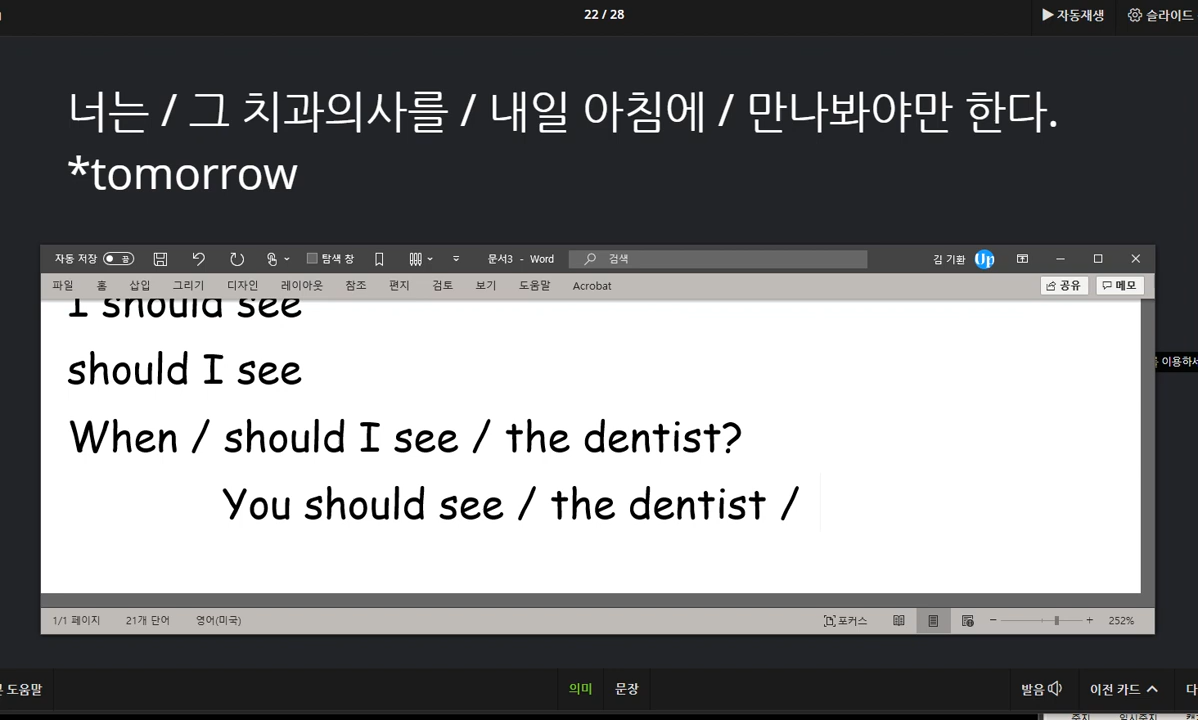 22 / 28
자동재생
슬라이드
너는 / 그 치과의사를 / 내일 아침에 / 만나봐야만 한다.
*tomorrow
자동 저장 끔 탐색 창 문서3 - Word 검색 김 기환 Up
파일 홈 삽입 그리기 디자인 레이아웃 참조 편지 검토 보기 도움말 Acrobat 공유 메모
I should see
should I see
를 이용하세
When / should I see / the dentist?
You should see / the dentist /
1/1 페이지 21개 단어 영어(미국) 포커스 252%
도움말 의미 문장 발음 이전 카드 다